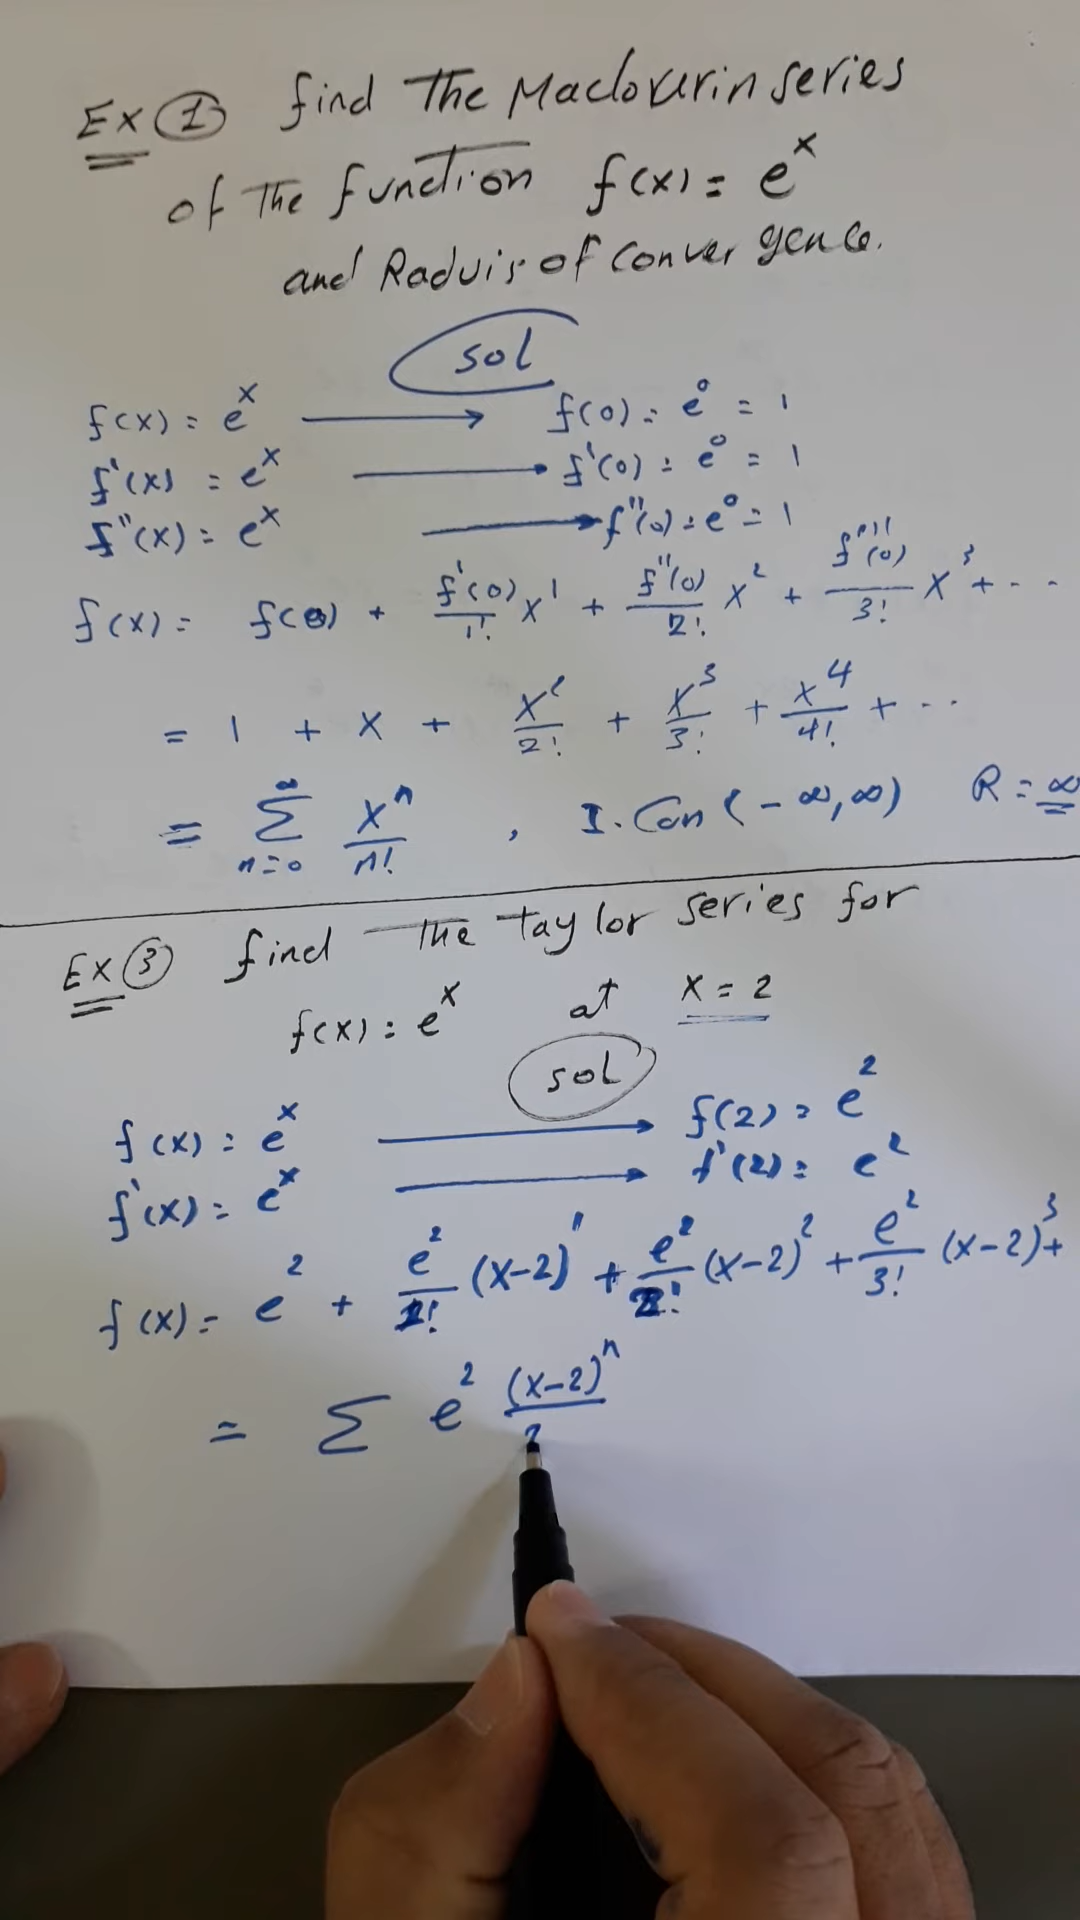 Ex ① find the Maclourin series
of the function f(x) = e^x
and Raduis of convergence.
sol
f(x) = e^x → f(0) = e^0 = 1
f'(x) = e^x → f'(0) = e^0 = 1
f''(x) = e^x → f''(0) = e^0 = 1
f(x) = f(0) + f'(0)/1! x^1 + f''(0)/2! x^2 + f'''(0)/3! x^3 + ...
= 1 + x + x^2/2! + x^3/3! + x^4/4! + ...
= ∑_{n=0}^{∞} x^n/n! , I. Con (-∞,∞) R = ∞
Ex ③ find the taylor series for
f(x) = e^x at x = 2
sol
f(x) = e^x → f(2) = e^2
f'(x) = e^x → f'(2) = e^2
f(x) = e^2 + e^2/1! (x-2)^1 + e^2/2! (x-2)^2 + e^2/3! (x-2)^3 +
= ∑ e^2 (x-2)^n